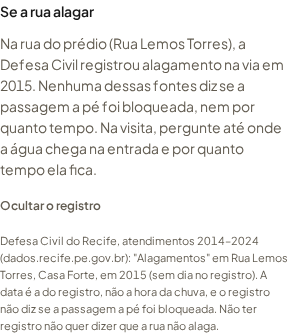 Se a rua alagar
Na rua do prédio (Rua Lemos Torres), a
Defesa Civil registrou alagamento na via em
2015. Nenhuma dessas fontes diz se a
passagem a pé foi bloqueada, nem por
quanto tempo. Na visita, pergunte até onde
a água chega na entrada e por quanto
tempo ela fica.
Ocultar o registro
Defesa Civil do Recife, atendimentos 2014–2024
(dados.recife.pe.gov.br): "Alagamentos" em Rua Lemos
Torres, Casa Forte, em 2015 (sem dia no registro). A
data é a do registro, não a hora da chuva, e o registro
não diz se a passagem a pé foi bloqueada. Não ter
registro não quer dizer que a rua não alaga.